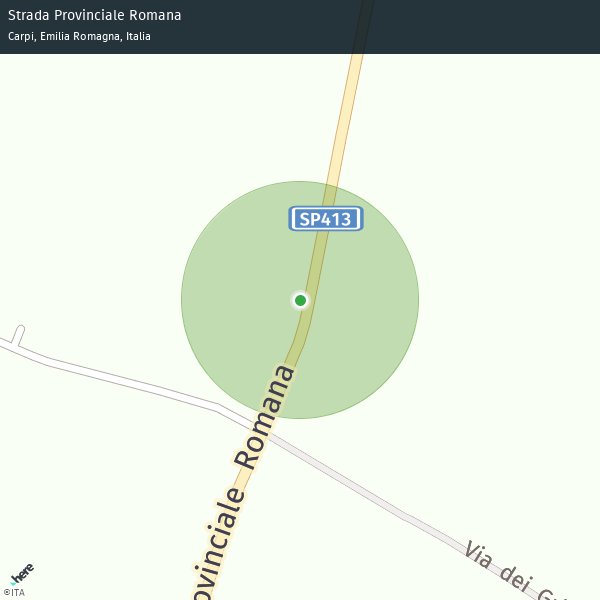 Strada Provinciale Romana
Carpi, Emilia Romagna, Italia
SP413
ovinciale Romana
Via dei
here
©ITA